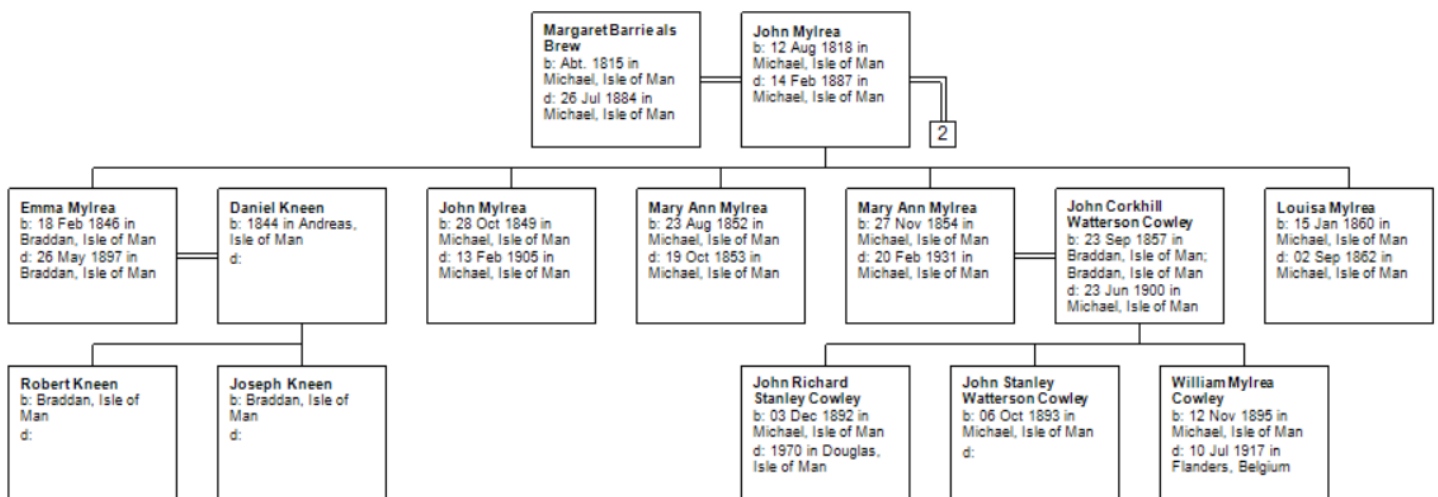 Margaret Barrie als
Brew
b: Abt. 1815 in
Michael, Isle of Man
d: 26 Jul 1884 in
Michael, Isle of Man
John Mylrea
b: 12 Aug 1818 in
Michael, Isle of Man
d: 14 Feb 1887 in
Michael, Isle of Man
2
Emma Mylrea
b: 18 Feb 1846 in
Braddan, Isle of Man
d: 26 May 1897 in
Braddan, Isle of Man
Daniel Kneen
b: 1844 in Andreas,
Isle of Man
d:
John Mylrea
b: 28 Oct 1849 in
Michael, Isle of Man
d: 13 Feb 1905 in
Michael, Isle of Man
Mary Ann Mylrea
b: 23 Aug 1852 in
Michael, Isle of Man
d: 19 Oct 1853 in
Michael, Isle of Man
Mary Ann Mylrea
b: 27 Nov 1854 in
Michael, Isle of Man
d: 20 Feb 1931 in
Michael, Isle of Man
John Corkhill
Watterson Cowley
b: 23 Sep 1857 in
Braddan, Isle of Man;
Braddan, Isle of Man
d: 23 Jun 1900 in
Michael, Isle of Man
Louisa Mylrea
b: 15 Jan 1860 in
Michael, Isle of Man
d: 02 Sep 1862 in
Michael, Isle of Man
Robert Kneen
b: Braddan, Isle of
Man
d:
Joseph Kneen
b: Braddan, Isle of
Man
d:
John Richard
Stanley Cowley
b: 03 Dec 1892 in
Michael, Isle of Man
d: 1970 in Douglas,
Isle of Man
John Stanley
Watterson Cowley
b: 06 Oct 1893 in
Michael, Isle of Man
d:
William Mylrea
Cowley
b: 12 Nov 1895 in
Michael, Isle of Man
d: 10 Jul 1917 in
Flanders, Belgium